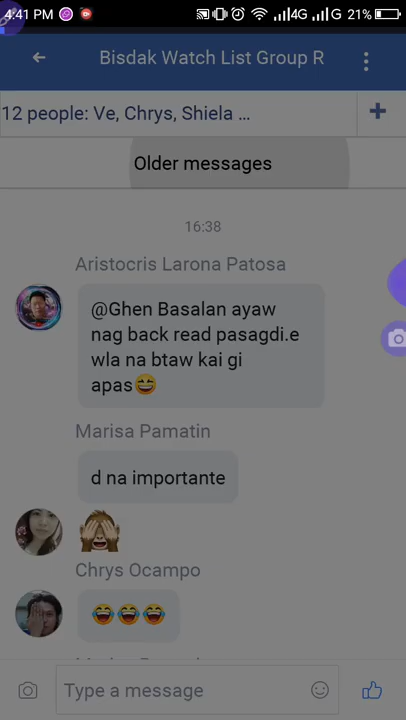 4:41 PM 4G G 21%
Bisdak Watch List Group R
12 people: Ve, Chrys, Shiela ...
Older messages
16:38
Aristocris Larona Patosa
@Ghen Basalan ayaw
nag back read pasagdi.e
wla na btaw kai gi
apas😅
Marisa Pamatin
d na importante
🙈
Chrys Ocampo
😂😂😂
Type a message